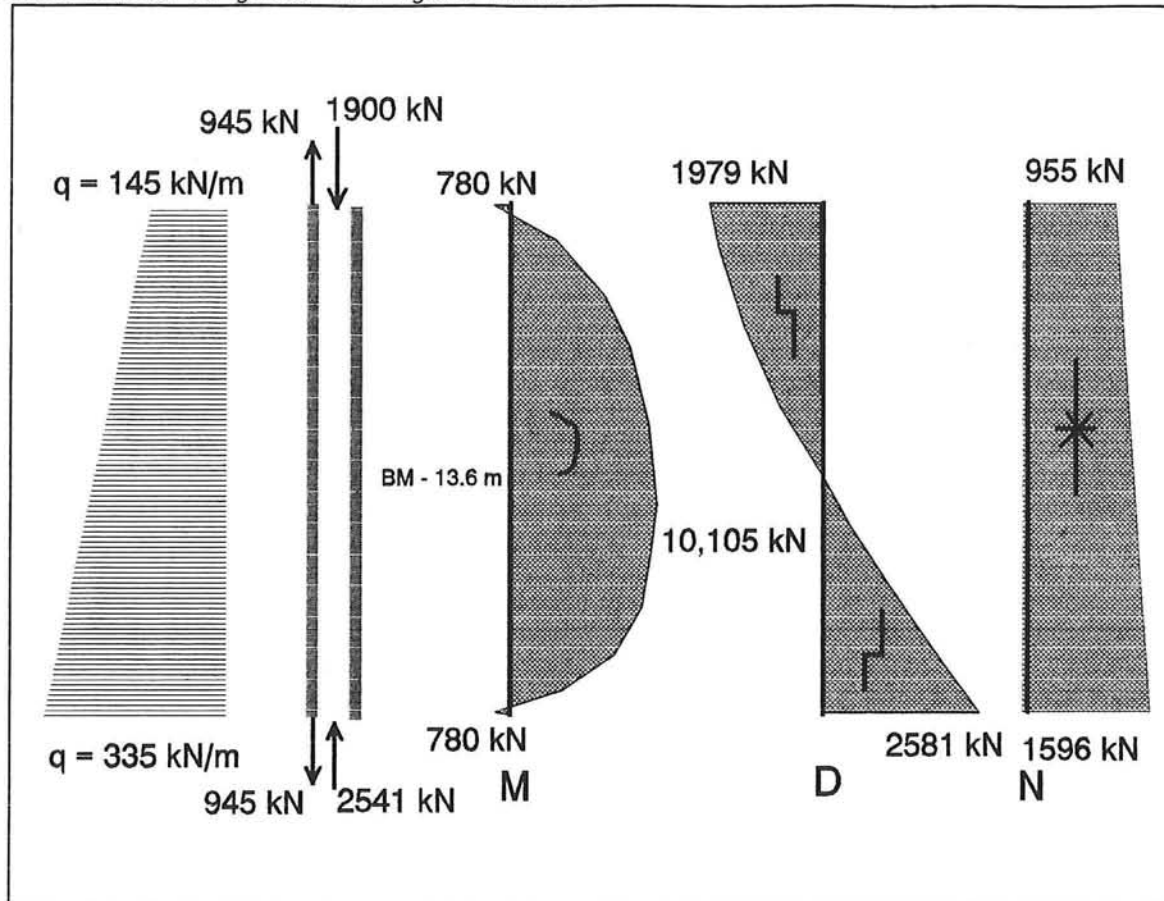 945 kN
1900 kN
q = 145 kN/m
780 kN
1979 kN
955 kN
BM - 13.6 m
10,105 kN
q = 335 kN/m
780 kN
2581 kN
1596 kN
945 kN
2541 kN
M
D
N